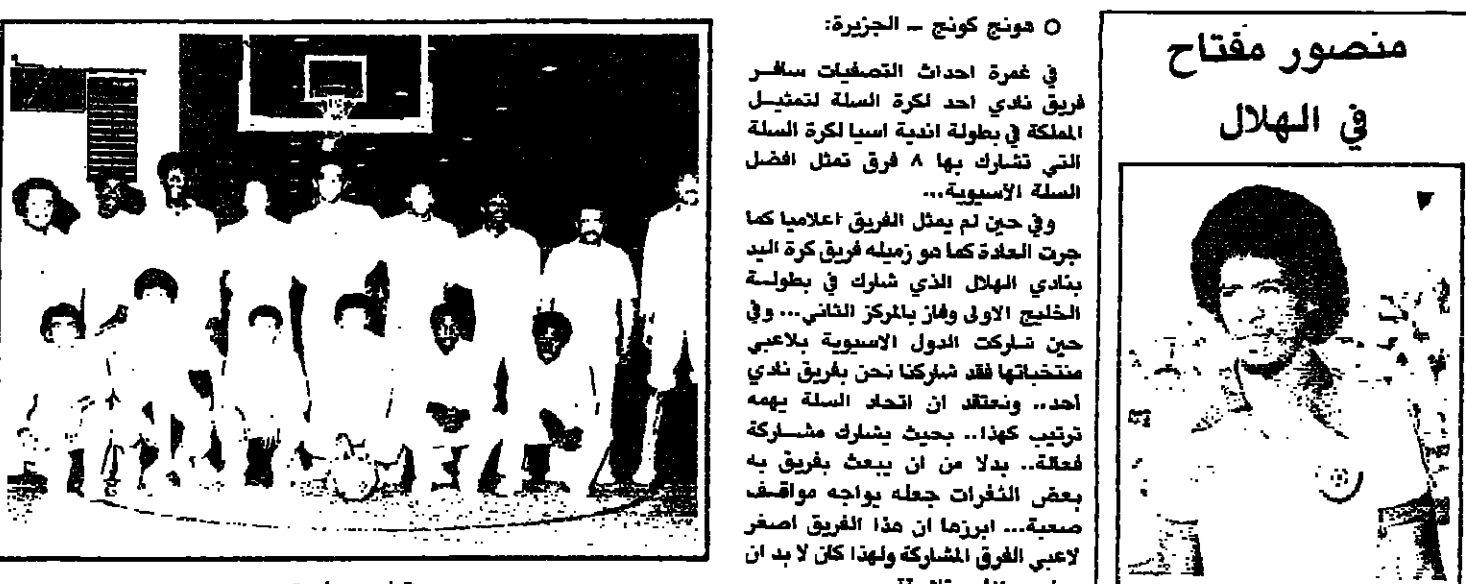 منصور مفتاح
في الهلال
○ هونج كونج ـ الجزيرة:
في غمرة احداث التصفيات سافر
فريق نادي احد لكرة السلة لتمثيل
المملكة في بطولة اندية اسيا لكرة السلة
التي تشارك بها ٨ فرق تمثل افضل
السلة الآسيوية...
وفي حين لم يمثل الفريق اعلاميا كما
جرت العادة كما هو زميله فريق كرة اليد
بنادي الهلال الذي شارك في بطولة
الخليج الاولى وفاز بالمركز الثاني... وفي
حين شاركت الدول الاسيوية بلاعبي
منتخباتها فقد شاركنا نحن بفريق نادي
أحد.. ونعتقد ان اتحاد السلة يهمه
ترتيب كهذا.. بحيث يشارك مشاركة
فعالة.. بدلا من ان يبعث بفريق به
بعض الثغرات جعله يواجه مواقف
صعبة... ابرزها ان هذا الفريق اصغر
لاعبي الفرق المشاركة ولهذا كان لا بد ان